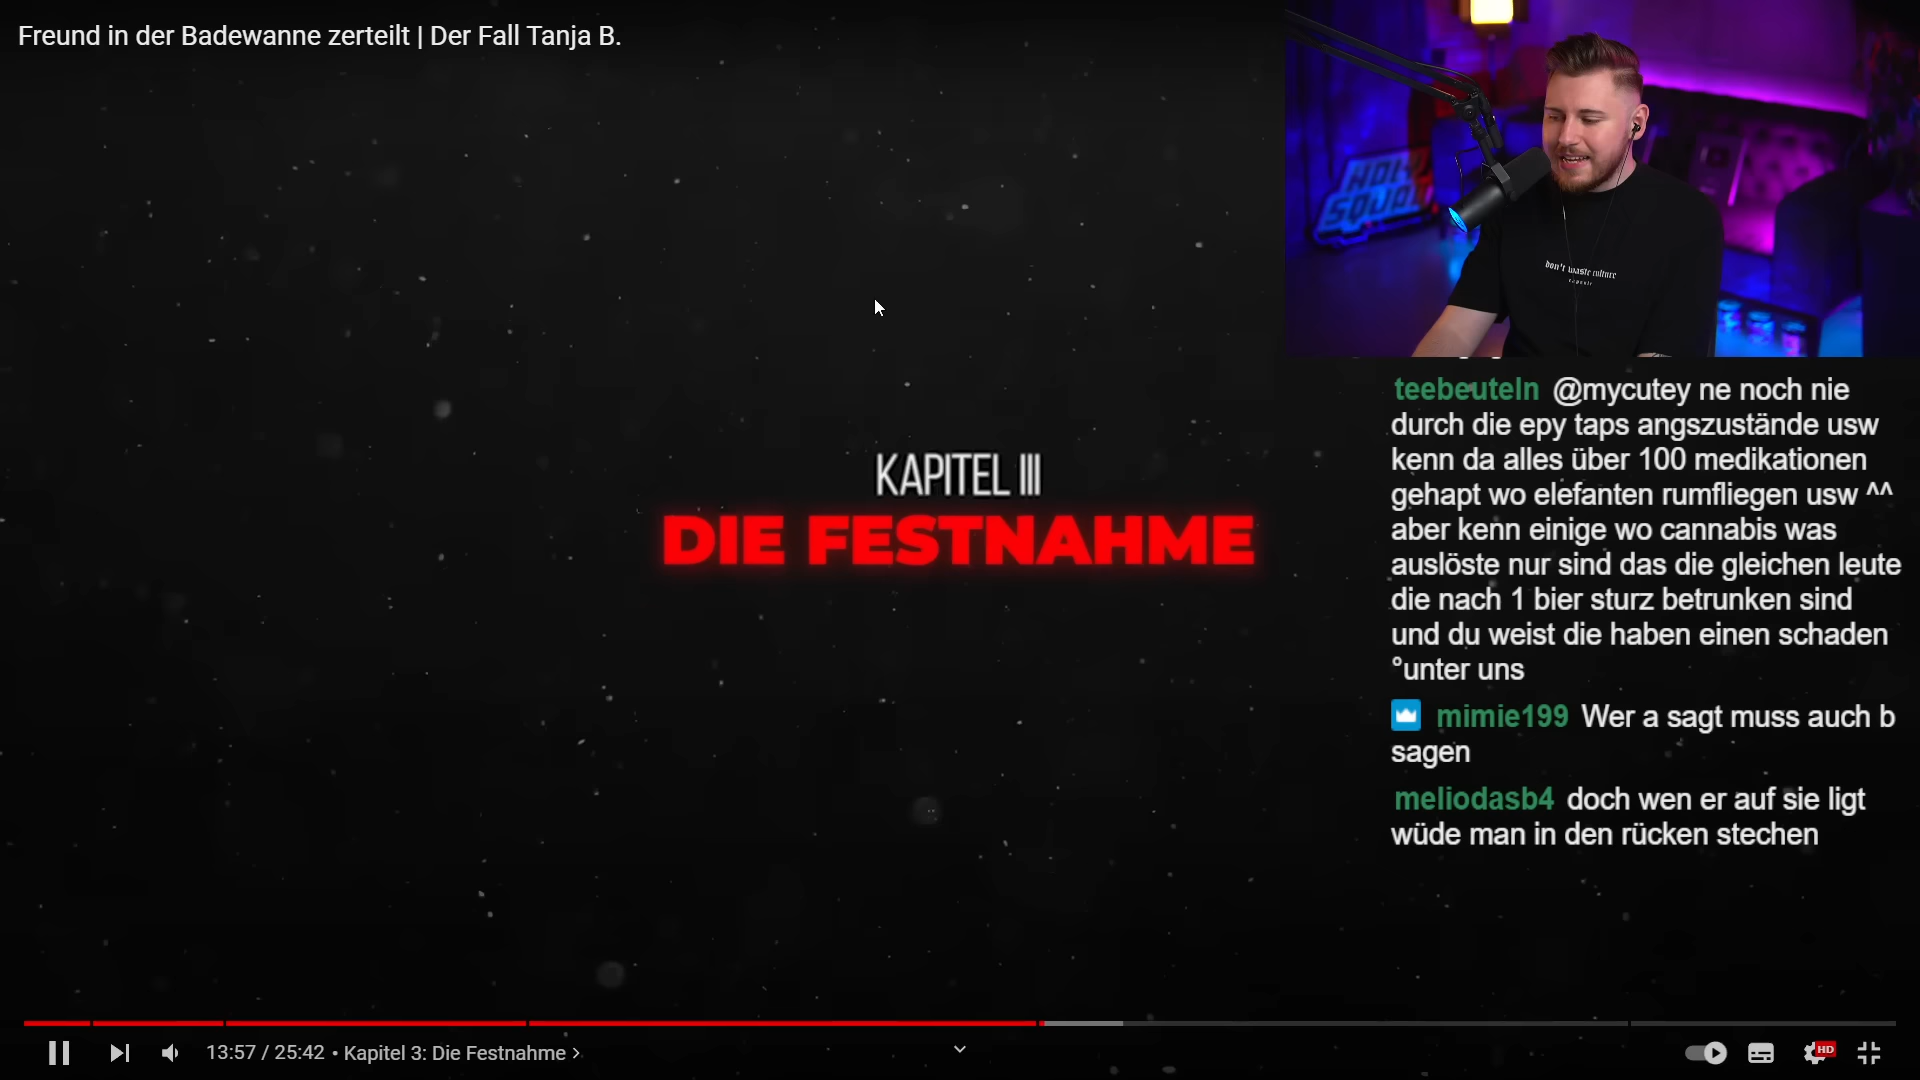 Freund in der Badewanne zerteilt | Der Fall Tanja B.
don't waste culture
KAPITEL III
DIE FESTNAHME
teebeuteln @mycutey ne noch nie
durch die epy taps angszustände usw
kenn da alles über 100 medikationen
gehapt wo elefanten rumfliegen usw ^^
aber kenn einige wo cannabis was
auslöste nur sind das die gleichen leute
die nach 1 bier sturz betrunken sind
und du weist die haben einen schaden
°unter uns
mimie199 Wer a sagt muss auch b
sagen
meliodasb4 doch wen er auf sie ligt
wüde man in den rücken stechen
13:57 / 25:42 • Kapitel 3: Die Festnahme >
HD